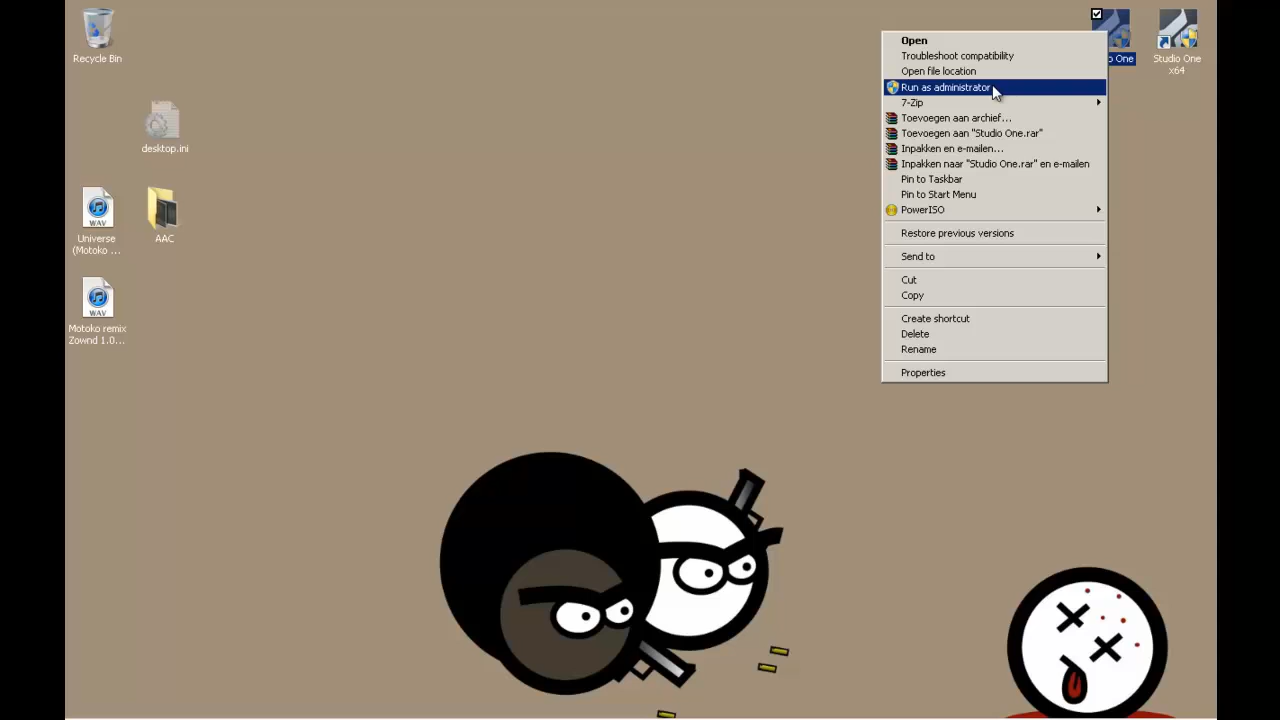 Recycle Bin
desktop.ini
WAV
Universe
(Motoko ...
AAC
WAV
Motoko remix
Zownd 1.0...
Open
Troubleshoot compatibility
Open file location
Run as administrator
7-Zip
Toevoegen aan archief...
Toevoegen aan "Studio One.rar"
Inpakken en e-mailen...
Inpakken naar "Studio One.rar" en e-mailen
Pin to Taskbar
Pin to Start Menu
PowerISO
Restore previous versions
Send to
Cut
Copy
Create shortcut
Delete
Rename
Properties
o One
Studio One
x64